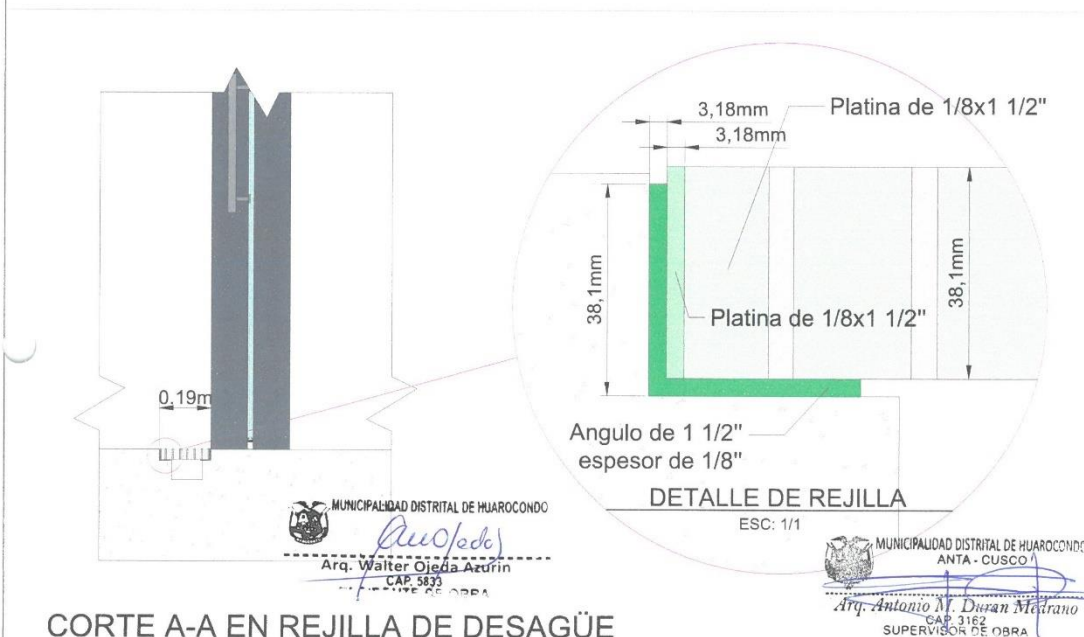 3,18mm
3,18mm
Platina de 1/8x1 1/2"
38,1mm
38,1mm
Platina de 1/8x1 1/2"
0.19m
Angulo de 1 1/2"
espesor de 1/8"
DETALLE DE REJILLA
ESC: 1/1
MUNICIPALIDAD DISTRITAL DE HUAROCONDO
Arq. Walter Ojeda Azurin
CAP. 5833
DE OBRA
MUNICIPALIDAD DISTRITAL DE HUAROCONDO
ANTA - CUSCO
Arq. Antonio M. Duran Medrano
CAP. 3162
SUPERVISOR DE OBRA
CORTE A-A EN REJILLA DE DESAGÜE